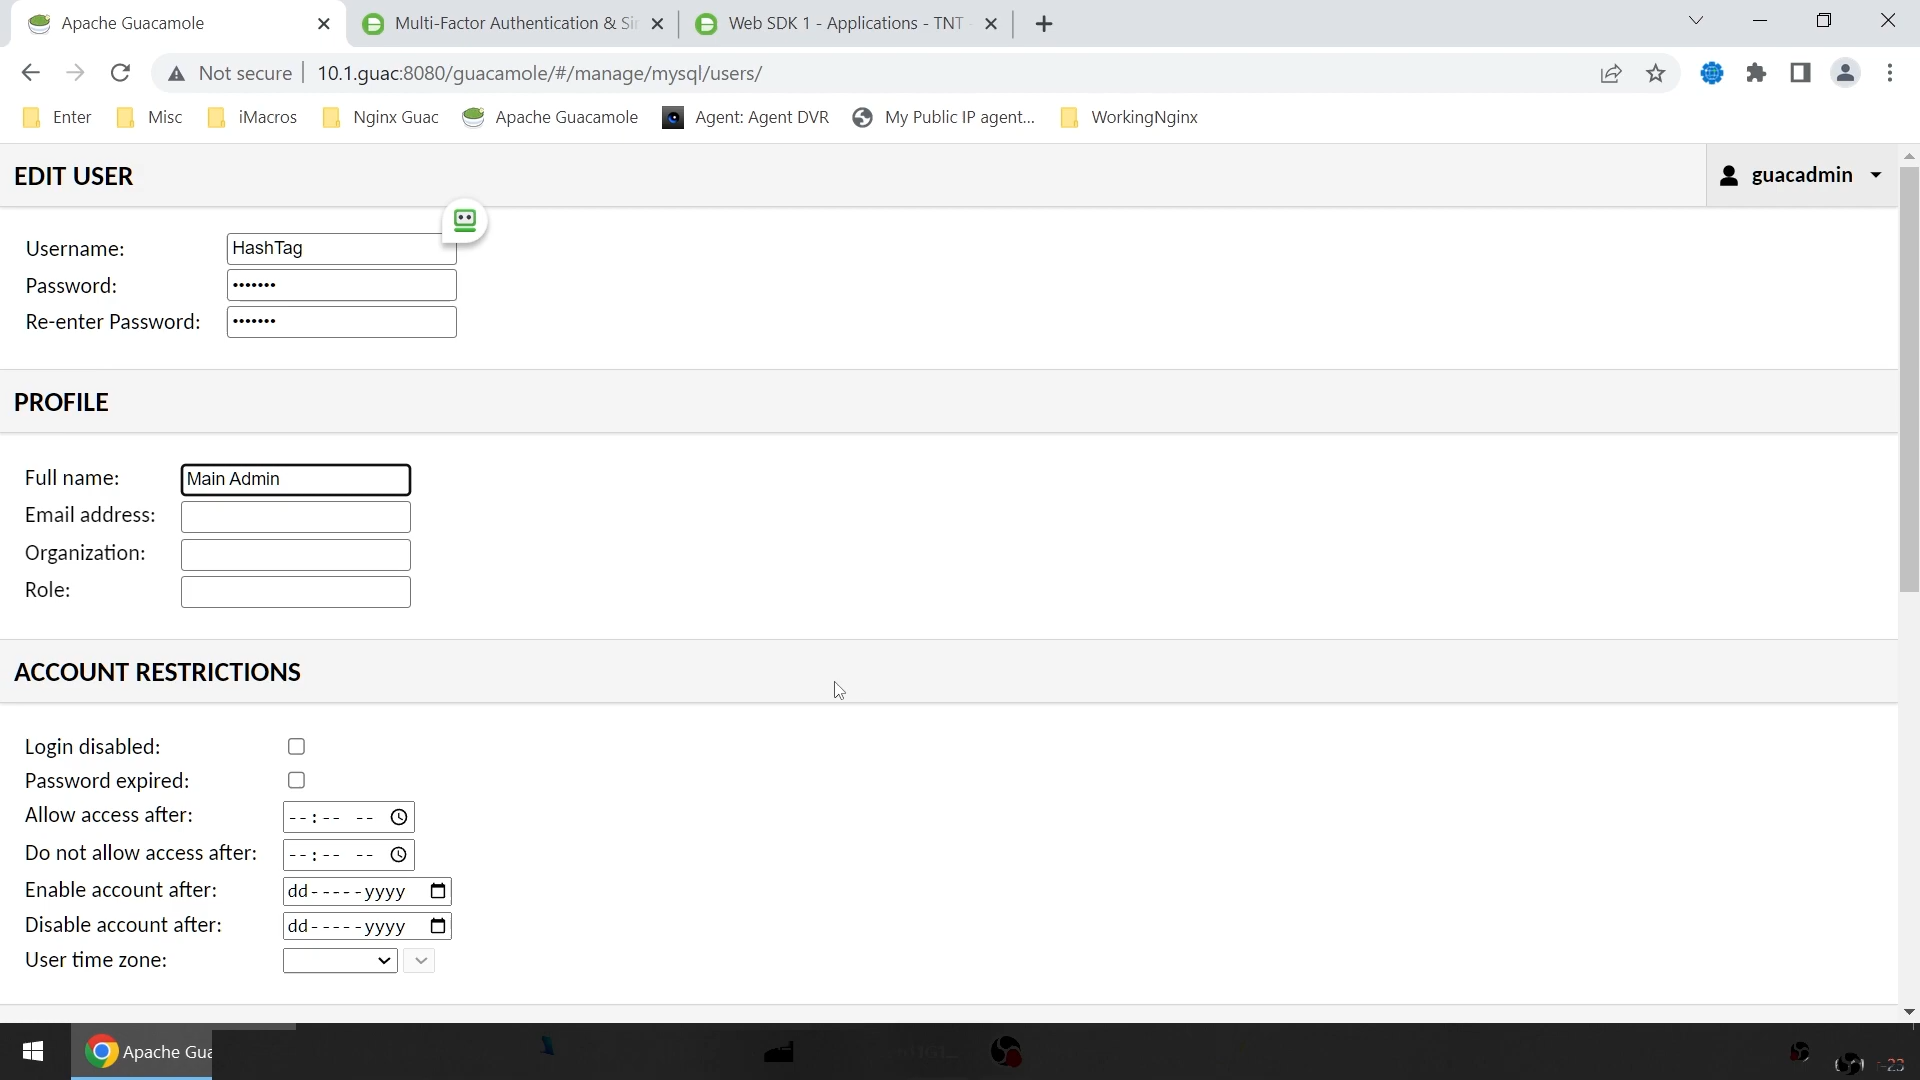 Apache Guacamole
Multi-Factor Authentication & Sin
Web SDK 1 - Applications - TNT
Not secure
10.1.guac:8080/guacamole/#/manage/mysql/users/
Enter
Misc
iMacros
Nginx Guac
Apache Guacamole
Agent: Agent DVR
My Public IP agent...
WorkingNginx
EDIT USER
guacadmin
Username: HashTag
Password: •••••••
Re-enter Password: •••••••
PROFILE
Full name: Main Admin
Email address:
Organization:
Role:
ACCOUNT RESTRICTIONS
Login disabled:
Password expired:
Allow access after: --:-- --
Do not allow access after: --:-- --
Enable account after: dd-----yyyy
Disable account after: dd-----yyyy
User time zone:
Apache Gua